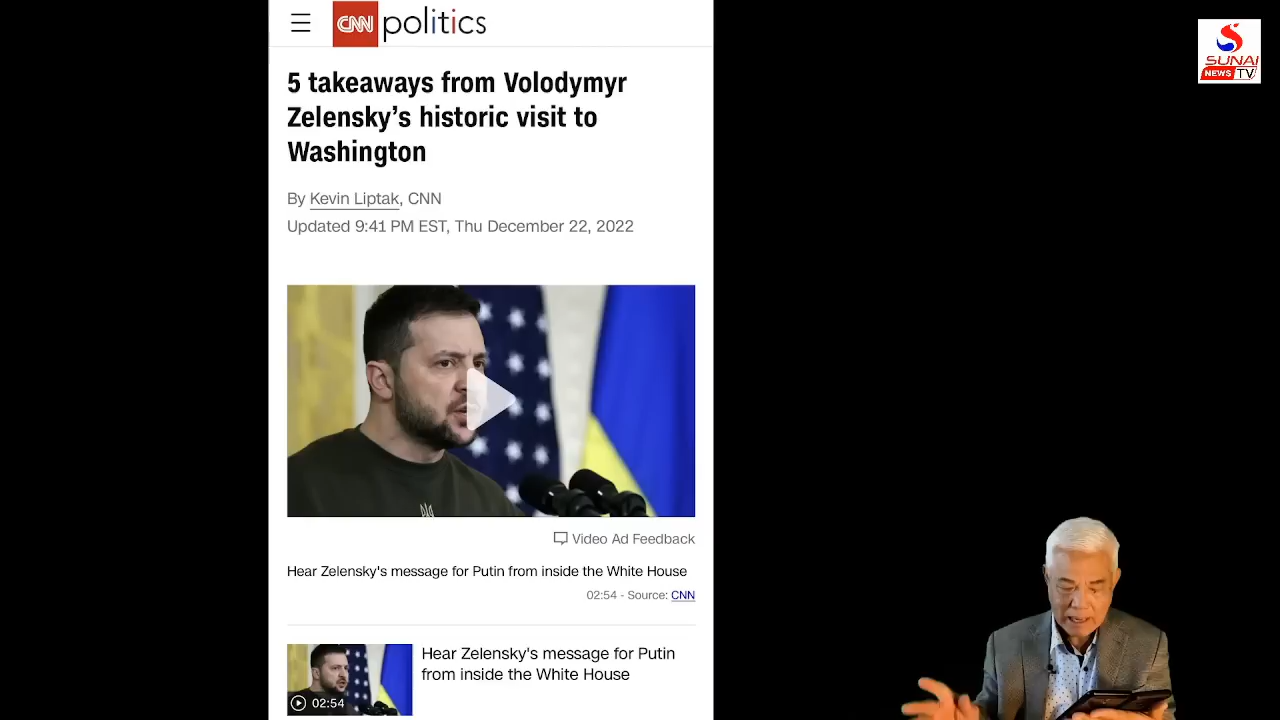 CNN politics
SUNAI
NEWS TV
5 takeaways from Volodymyr
Zelensky’s historic visit to
Washington
By Kevin Liptak, CNN
Updated 9:41 PM EST, Thu December 22, 2022
Video Ad Feedback
Hear Zelensky's message for Putin from inside the White House
02:54 - Source: CNN
Hear Zelensky's message for Putin
from inside the White House
02:54